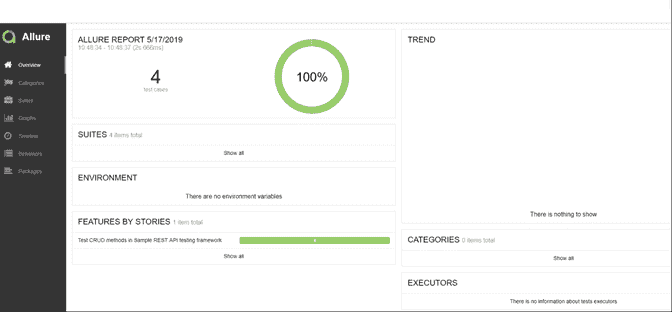 Allure
Overview
Categories
Suites
Graphs
Timeline
Behaviors
Packages
ALLURE REPORT 5/17/2019
10:48:34 - 10:48:37 (2s 666ms)
4
test cases
100%
SUITES 4 items total
Show all
ENVIRONMENT
There are no environment variables
FEATURES BY STORIES 1 item total
Test CRUD methods in Sample REST API testing framework
4
Show all
TREND
There is nothing to show
CATEGORIES 0 items total
Show all
EXECUTORS
There is no information about tests executors